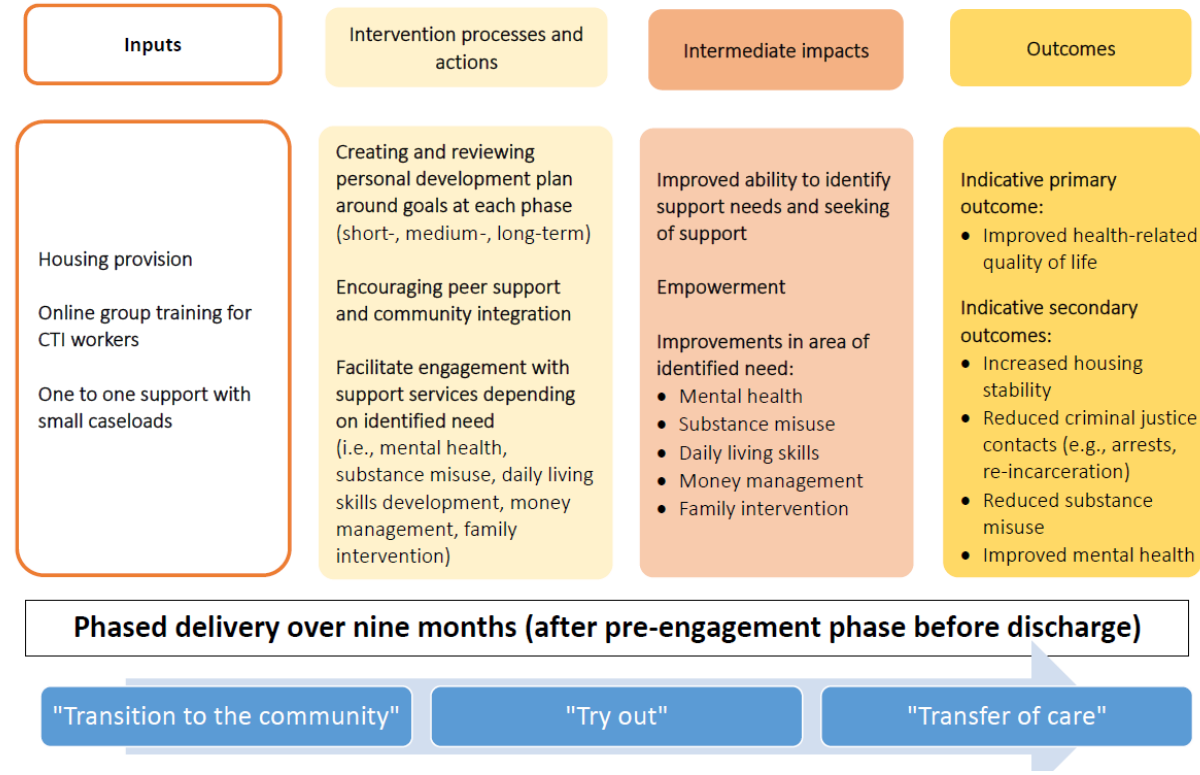 Inputs
Intervention processes and
actions
Intermediate impacts
Outcomes
Housing provision
Online group training for
CTI workers
One to one support with
small caseloads
Creating and reviewing
personal development plan
around goals at each phase
(short-, medium-, long-term)
Encouraging peer support
and community integration
Facilitate engagement with
support services depending
on identified need
(i.e., mental health,
substance misuse, daily living
skills development, money
management, family
intervention)
Improved ability to identify
support needs and seeking
of support
Empowerment
Improvements in area of
identified need:
• Mental health
• Substance misuse
• Daily living skills
• Money management
• Family intervention
Indicative primary
outcome:
• Improved health-related
quality of life
Indicative secondary
outcomes:
• Increased housing
stability
• Reduced criminal justice
contacts (e.g., arrests,
re-incarceration)
• Reduced substance
misuse
• Improved mental health
Phased delivery over nine months (after pre-engagement phase before discharge)
"Transition to the community"
"Try out"
"Transfer of care"